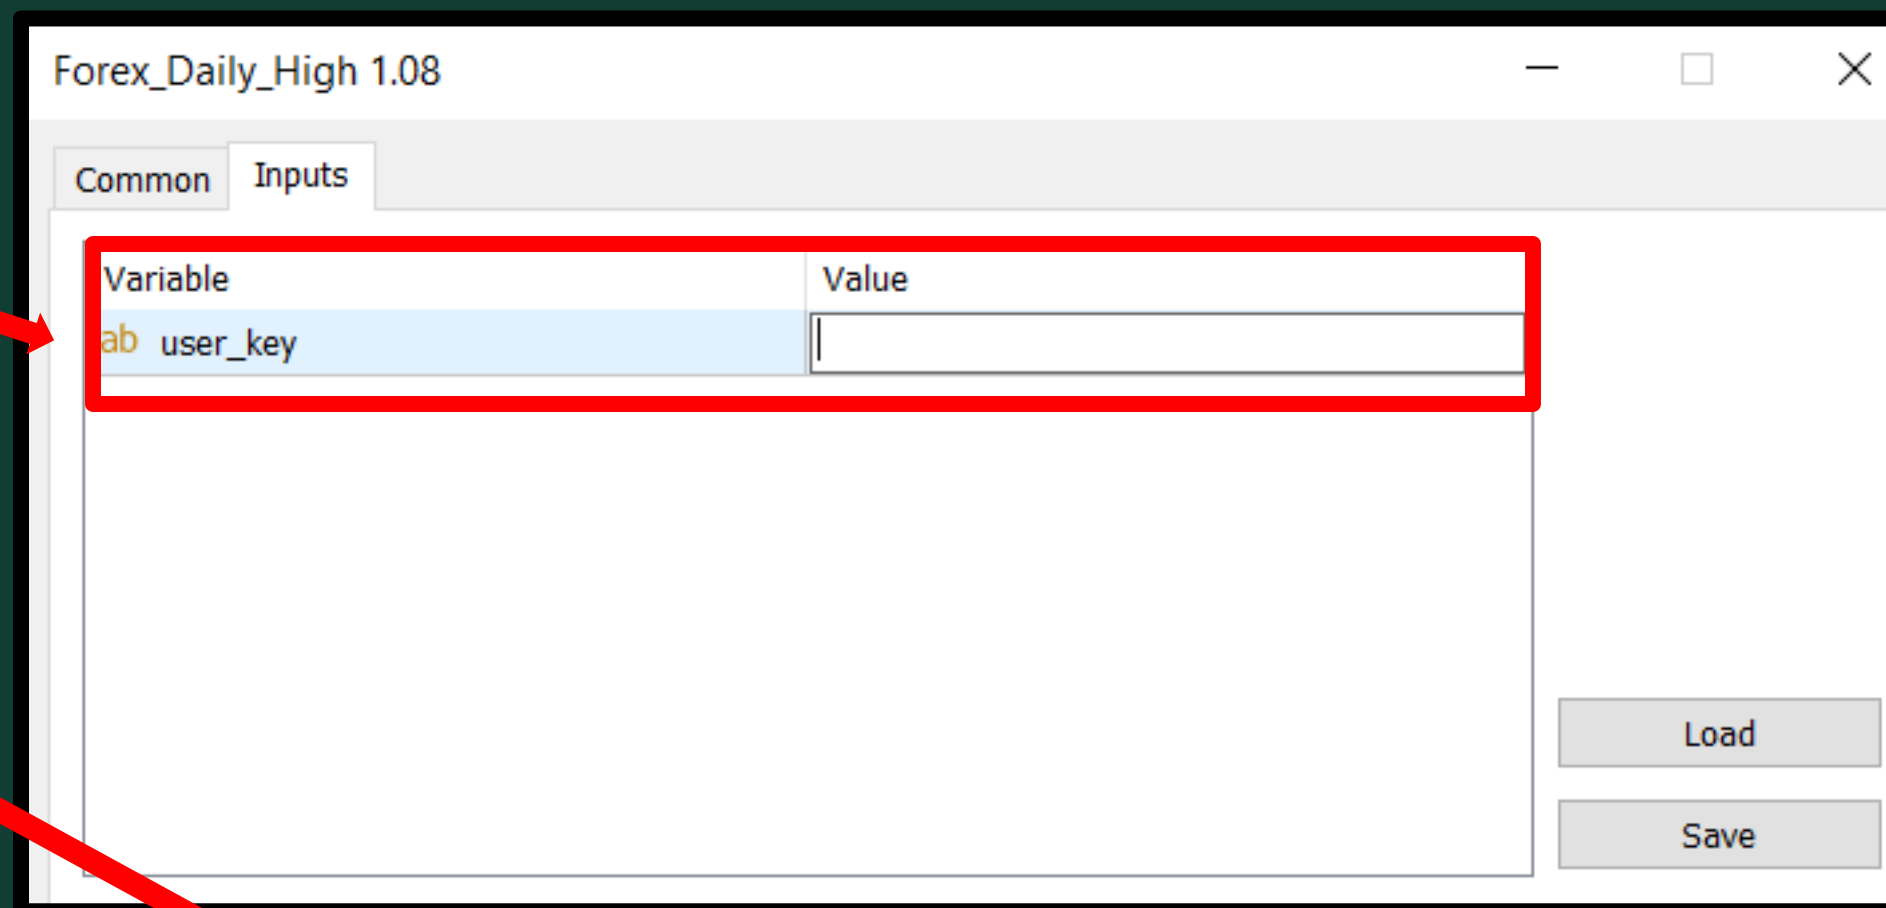 Forex_Daily_High 1.08
Common Inputs
Variable Value
ab user_key
Load
Save